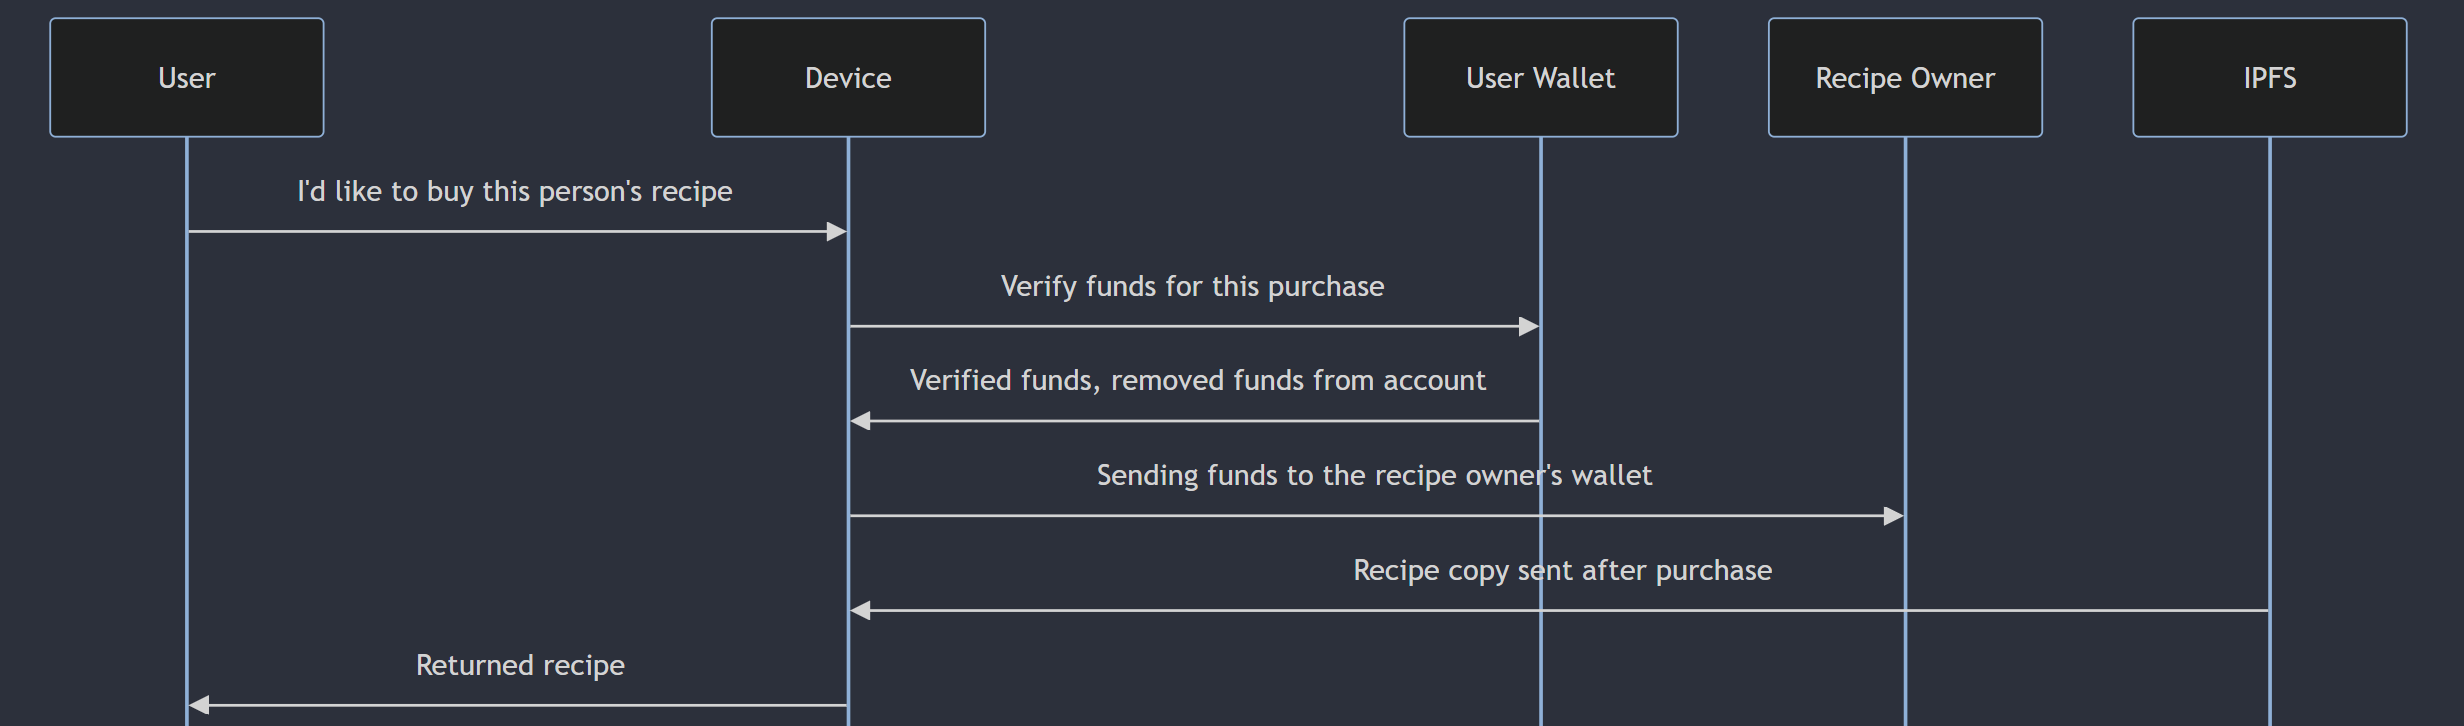 User
Device
User Wallet
Recipe Owner
IPFS
I'd like to buy this person's recipe
Verify funds for this purchase
Verified funds, removed funds from account
Sending funds to the recipe owner's wallet
Recipe copy sent after purchase
Returned recipe